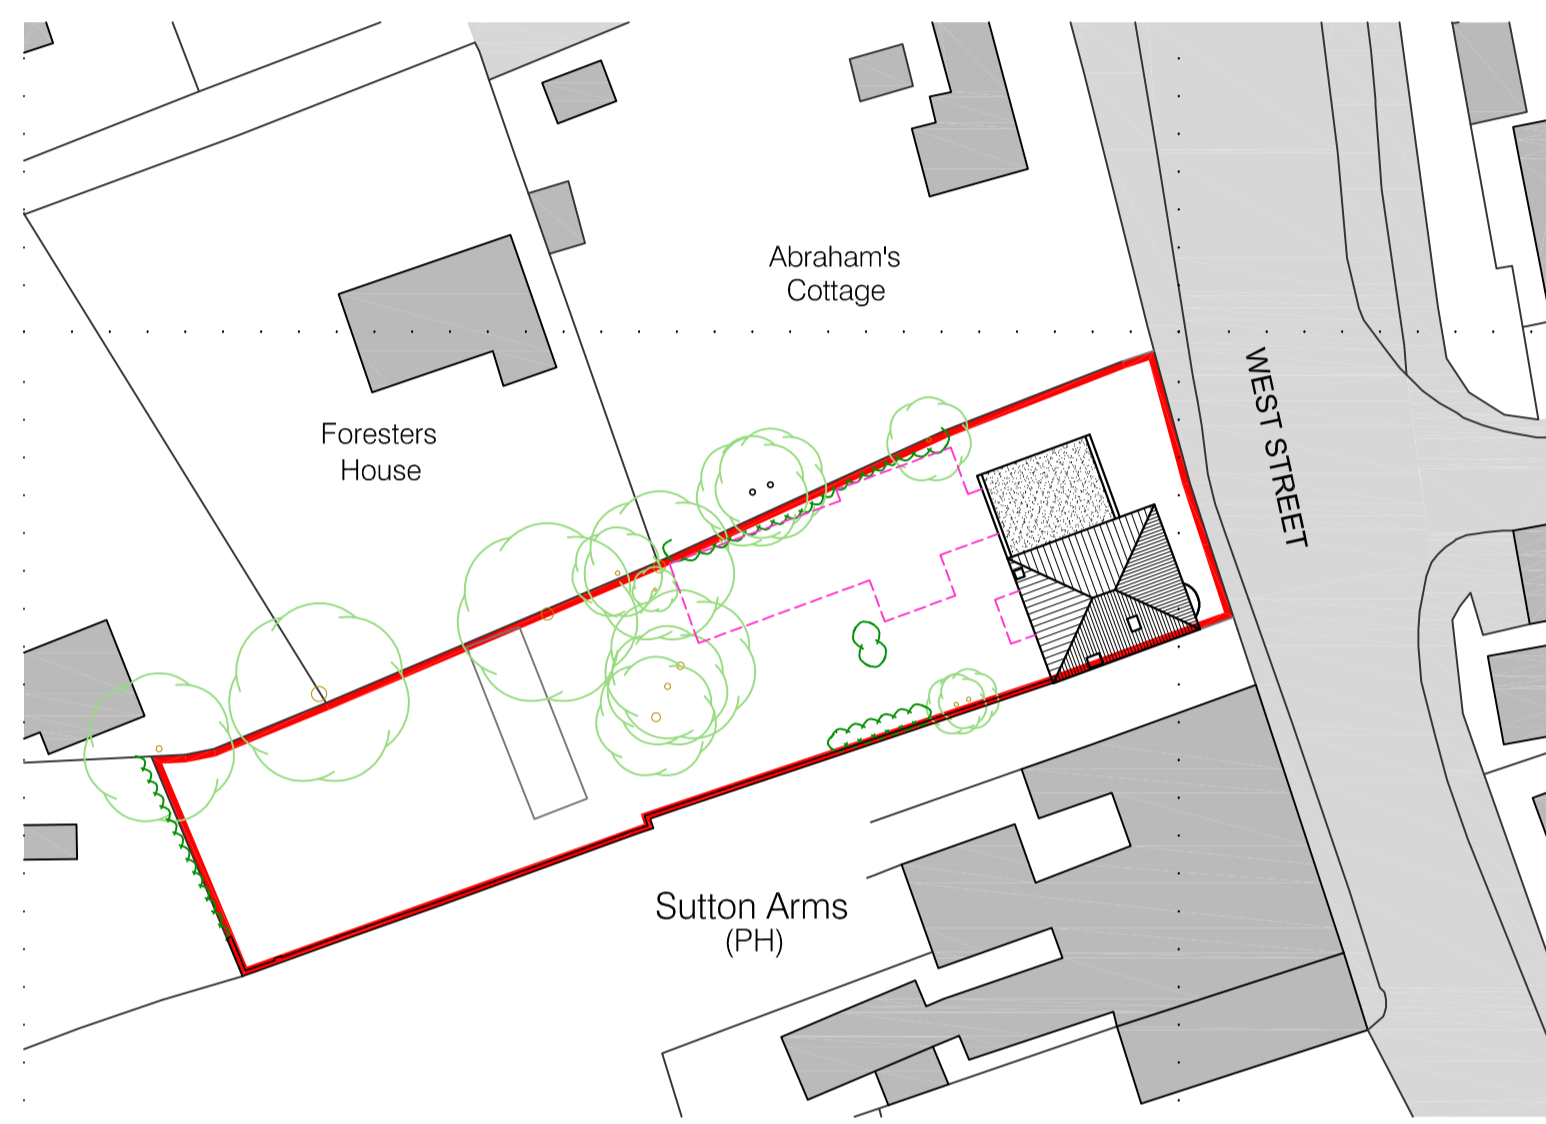 Abraham's
Cottage
WEST STREET
Foresters
House
Sutton Arms
(PH)